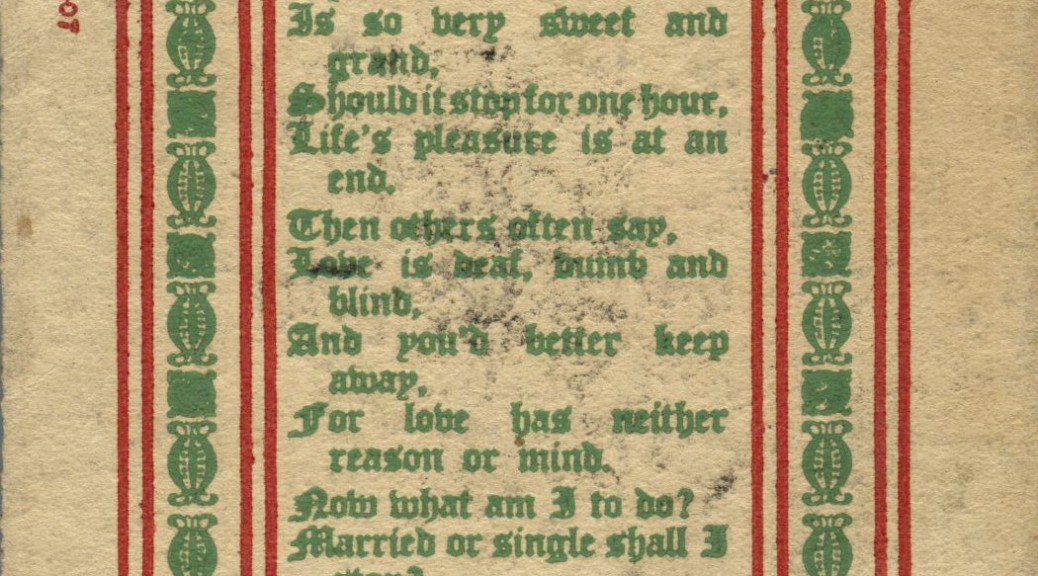 Is so very sweet and
grand,
Should it stop for one hour,
Life's pleasure is at an
end.
Then others often say,
Love is deaf, dumb and
blind,
And you'd better keep
away,
For love has neither
reason or mind.
Now what am I to do?
Married or single shall I